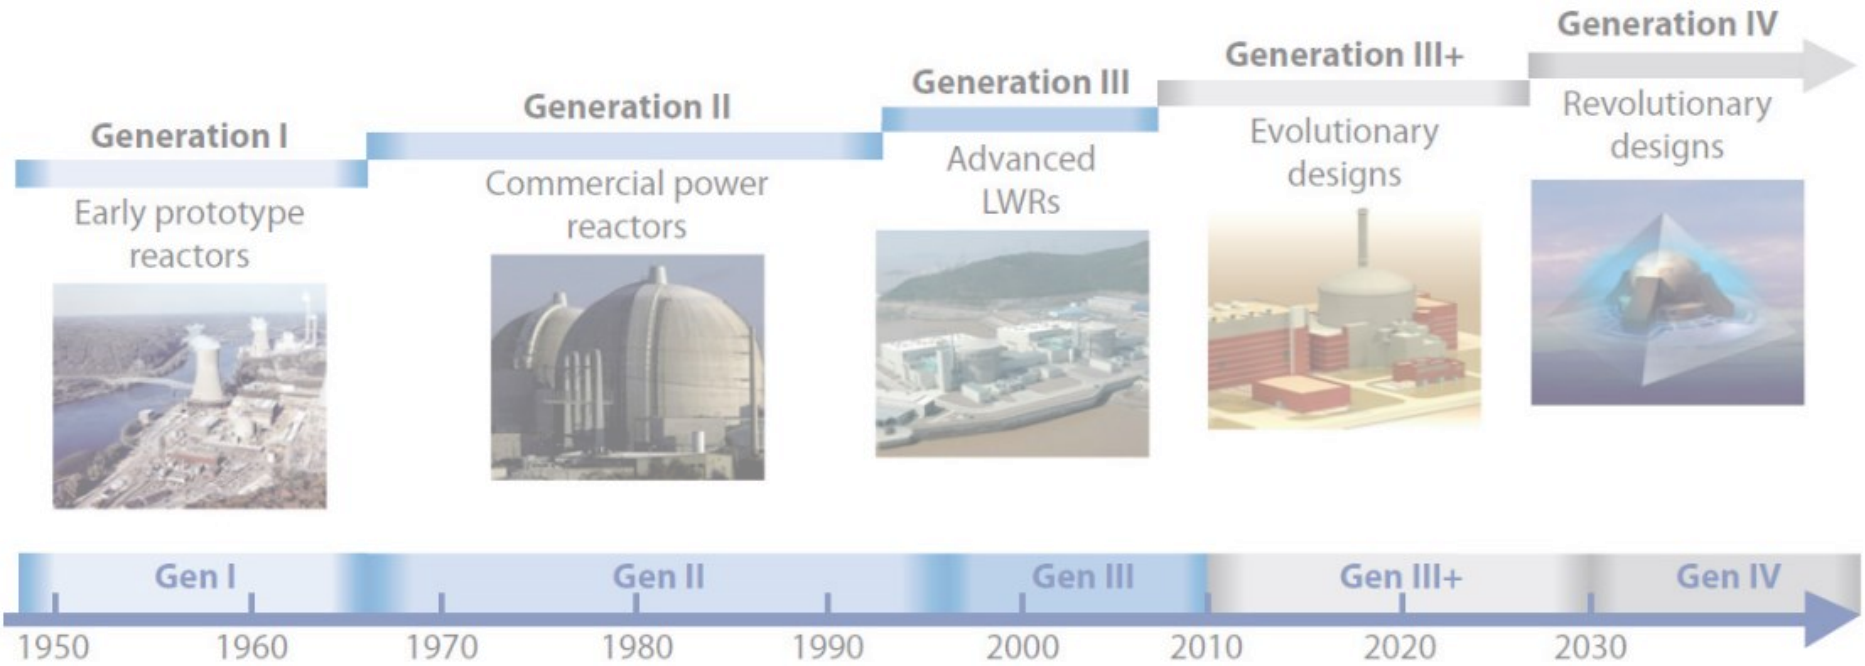 Generation I
Early prototype
reactors
Generation II
Commercial power
reactors
Generation III
Advanced
LWRs
Generation III+
Evolutionary
designs
Generation IV
Revolutionary
designs
Gen I
Gen II
Gen III
Gen III+
Gen IV
1950
1960
1970
1980
1990
2000
2010
2020
2030